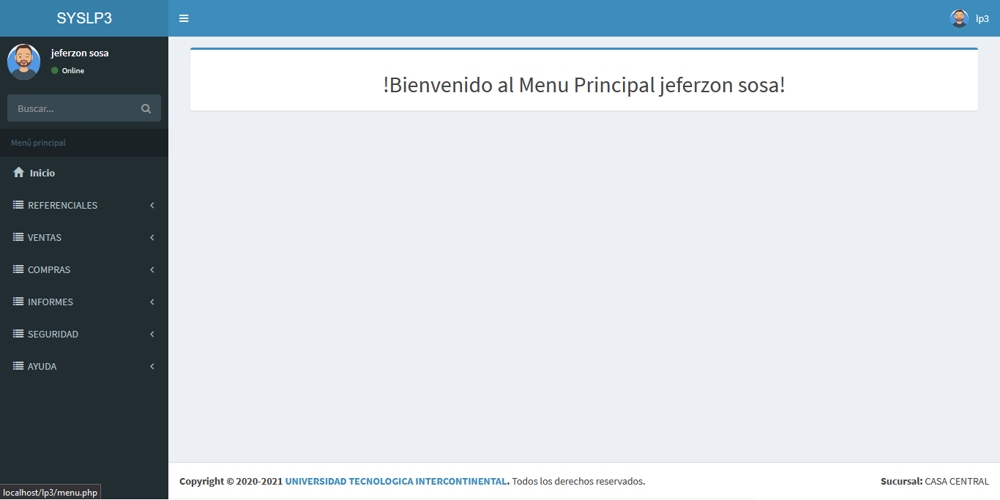 SYSLP3
lp3
jeferzon sosa
Online
Buscar...
Menú principal
Inicio
REFERENCIALES
VENTAS
COMPRAS
INFORMES
SEGURIDAD
AYUDA
!Bienvenido al Menu Principal jeferzon sosa!
Copyright © 2020-2021 UNIVERSIDAD TECNOLOGICA INTERCONTINENTAL. Todos los derechos reservados.
Sucursal: CASA CENTRAL
localhost/lp3/menu.php